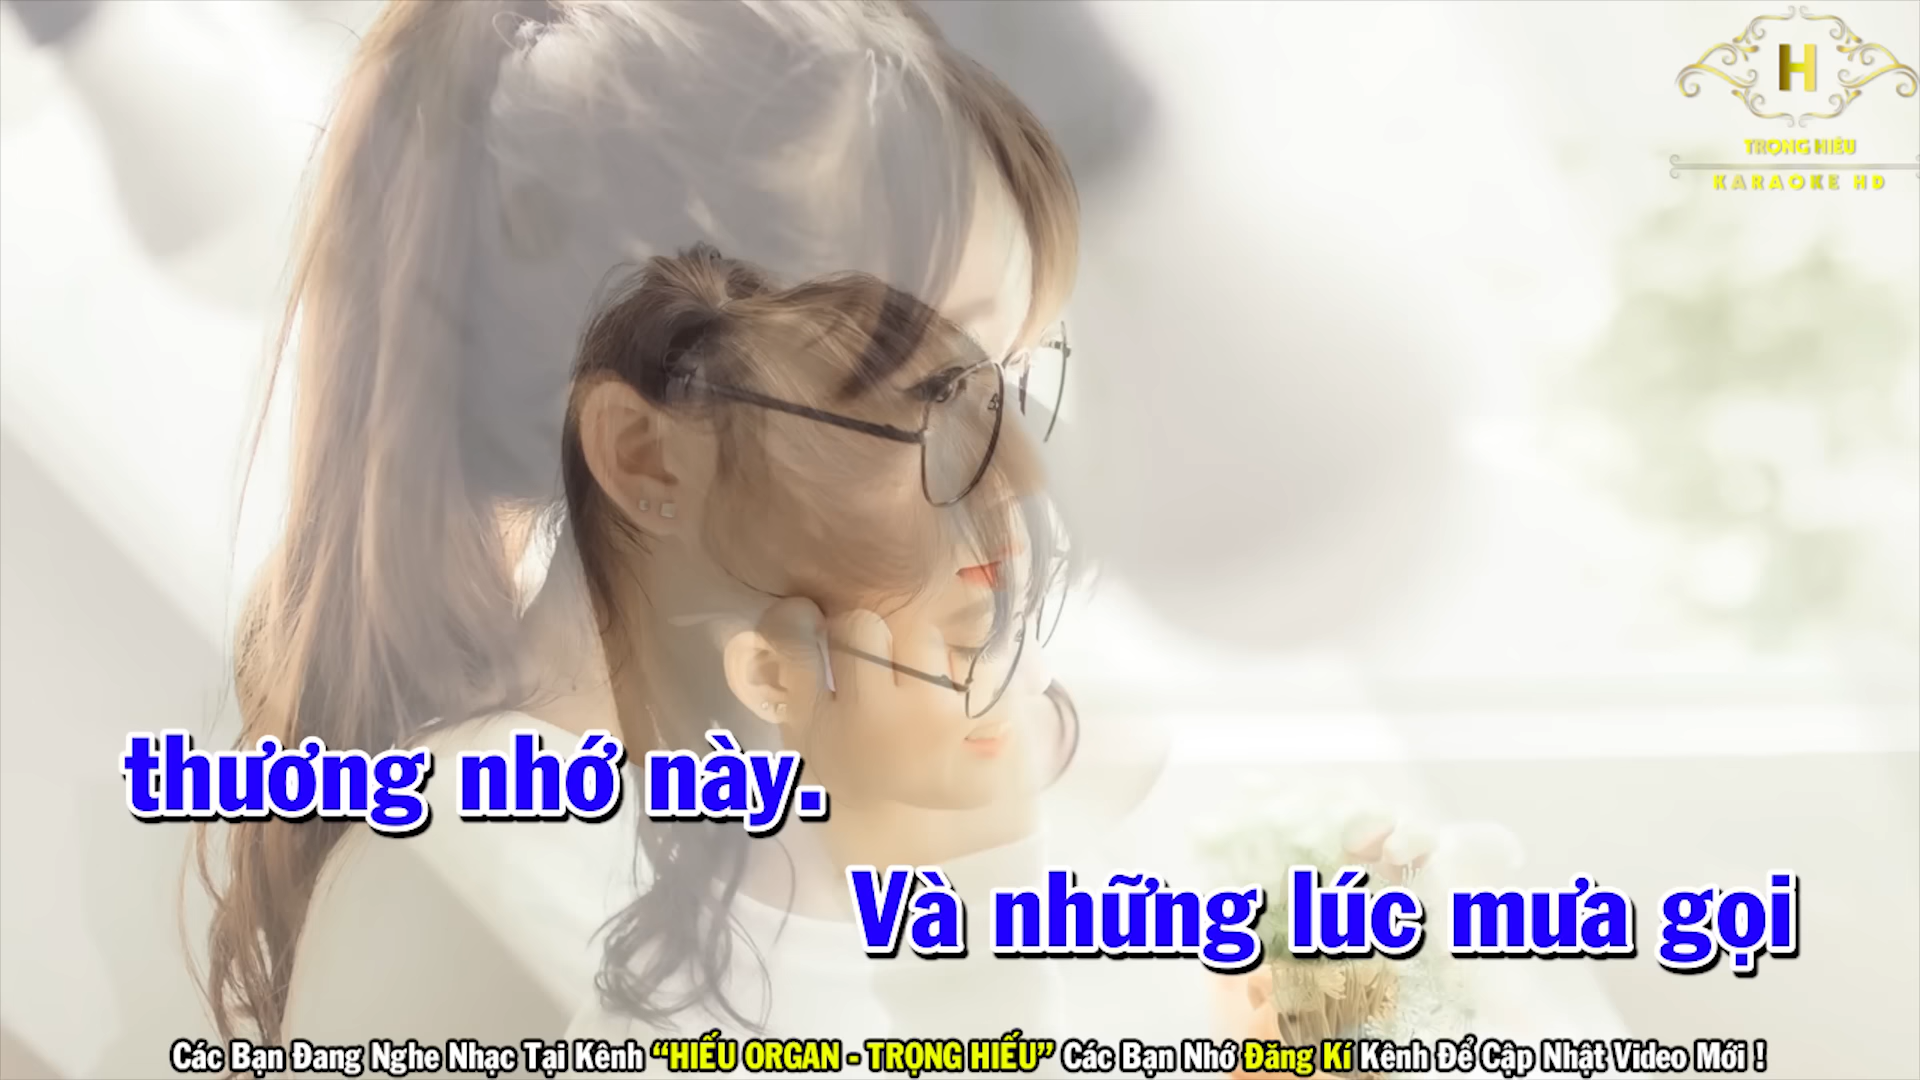 H
TRỌNG HIẾU
KARAOKE HD
thương nhớ này.
Và những lúc mưa gọi
Các Bạn Đang Nghe Nhạc Tại Kênh “HIẾU ORGAN - TRỌNG HIẾU” Các Bạn Nhớ Đăng Kí Kênh Để Cập Nhật Video Mới !